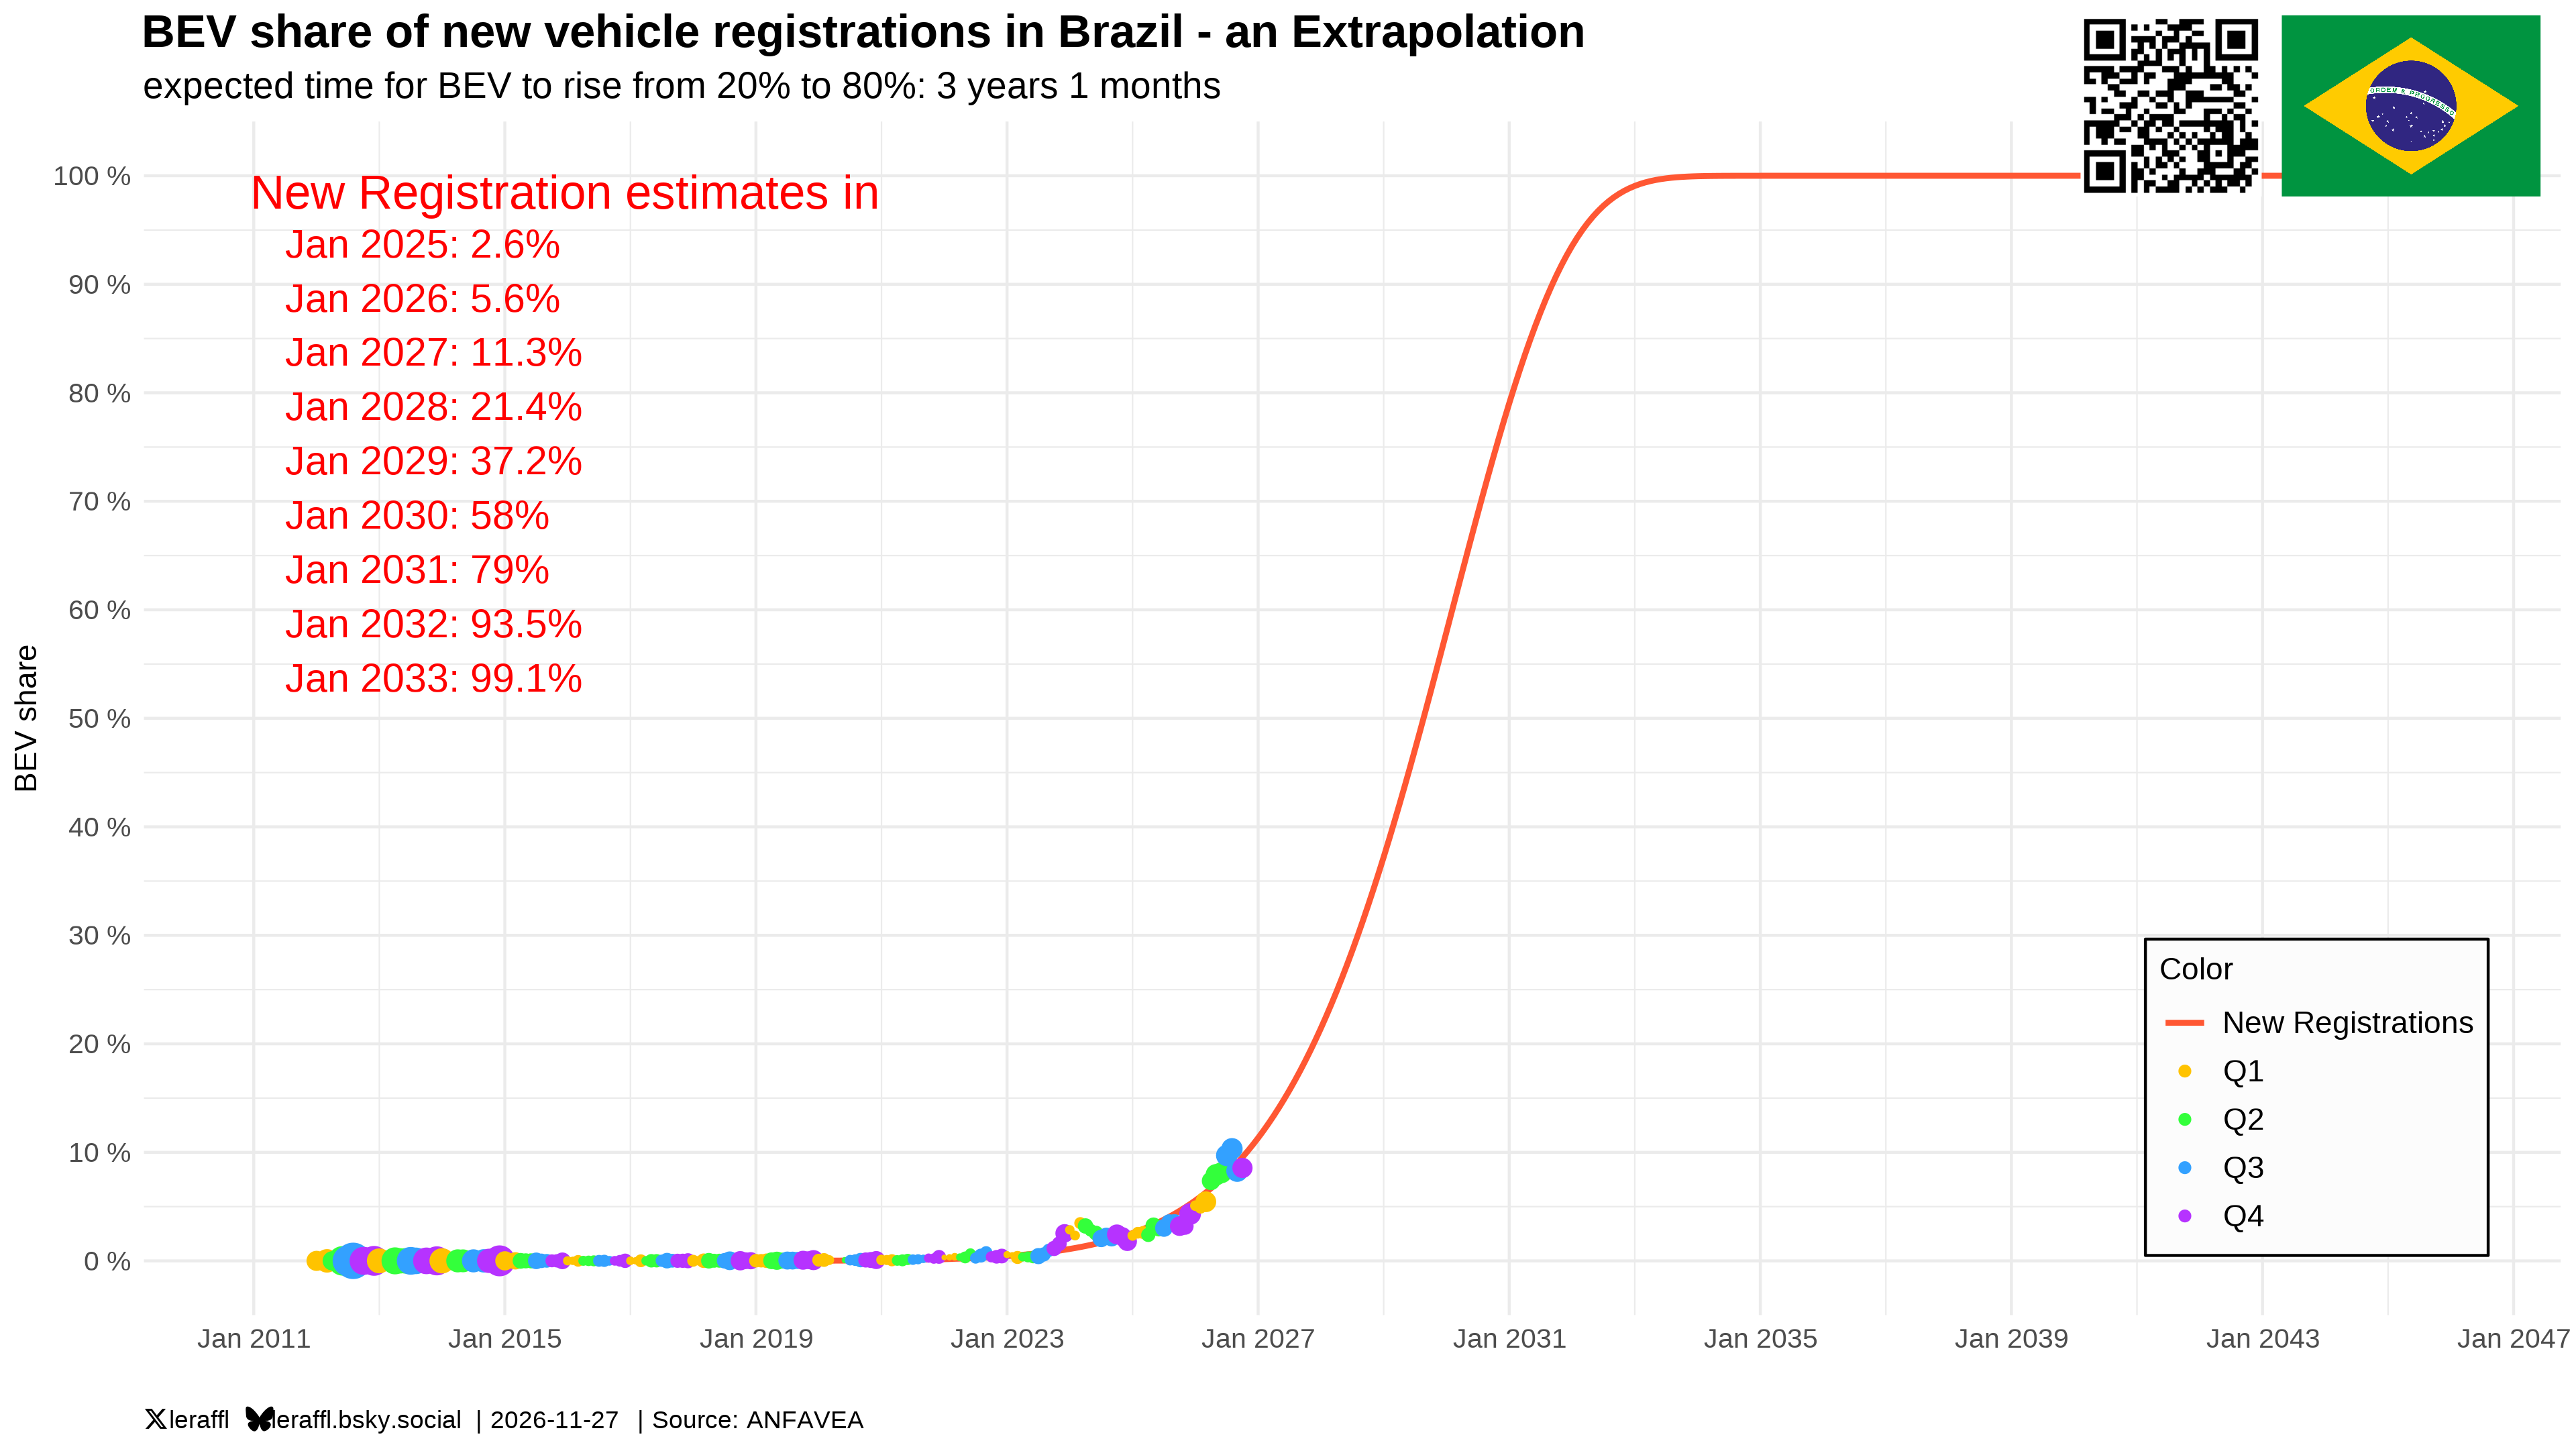 BEV share of new vehicle registrations in Brazil - an Extrapolation
expected time for BEV to rise from 20% to 80%: 3 years 1 months
ORDEM E PROGRESSO
New Registration estimates in
Jan 2025: 2.6%
Jan 2026: 5.6%
Jan 2027: 11.3%
Jan 2028: 21.4%
Jan 2029: 37.2%
Jan 2030: 58%
Jan 2031: 79%
Jan 2032: 93.5%
Jan 2033: 99.1%
BEV share
100 %
90 %
80 %
70 %
60 %
50 %
40 %
30 %
20 %
10 %
0 %
Jan 2011 Jan 2015 Jan 2019 Jan 2023 Jan 2027 Jan 2031 Jan 2035 Jan 2039 Jan 2043 Jan 2047
Color
New Registrations
Q1
Q2
Q3
Q4
leraffl leraffl.bsky.social | 2026-11-27 | Source: ANFAVEA